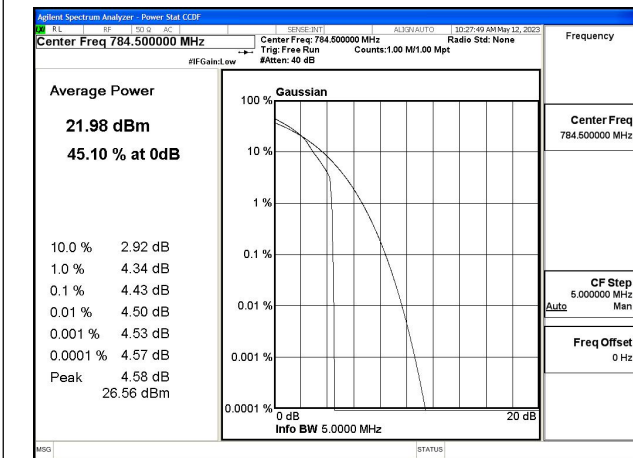 Agilent Spectrum Analyzer - Power Stat CCDF
RL RF 50 Ω AC SENSE:INT ALIGNAUTO 10:27:49 AM May 12, 2023
Center Freq 784.500000 MHz
Center Freq: 784.500000 MHz Radio Std: None
Trig: Free Run Counts:1.00 M/1.00 Mpt
#IFGain:Low #Atten: 40 dB
Frequency
Average Power
21.98 dBm
45.10 % at 0dB
10.0 % 2.92 dB
1.0 % 4.34 dB
0.1 % 4.43 dB
0.01 % 4.50 dB
0.001 % 4.53 dB
0.0001 % 4.57 dB
Peak 4.58 dB
26.56 dBm
Gaussian
100 %
10 %
1 %
0.1 %
0.01 %
0.001 %
0.0001 %
0 dB 20 dB
Info BW 5.0000 MHz
Center Freq
784.500000 MHz
CF Step
5.000000 MHz
Auto Man
Freq Offset
0 Hz
MSG STATUS